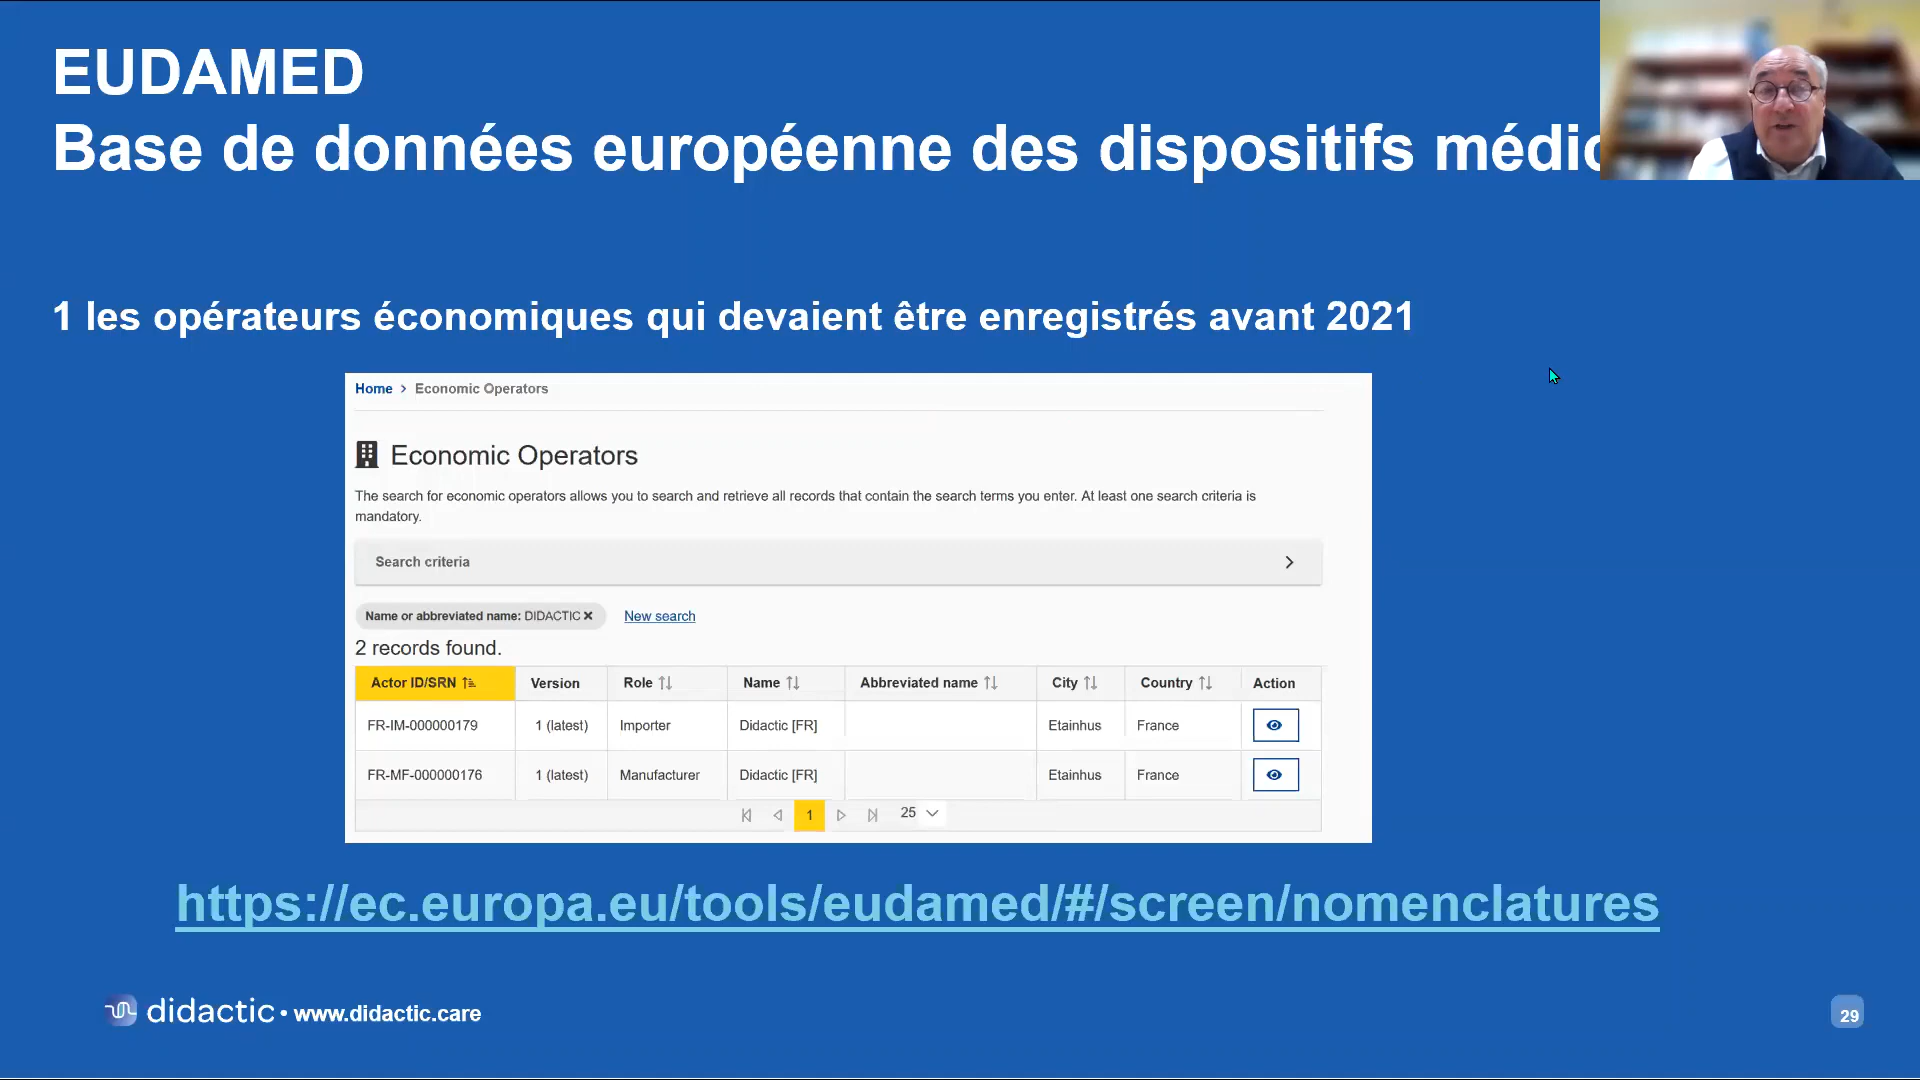 EUDAMED
Base de données européenne des dispositifs médic
1 les opérateurs économiques qui devaient être enregistrés avant 2021
Home > Economic Operators
Economic Operators
The search for economic operators allows you to search and retrieve all records that contain the search terms you enter. At least one search criteria is
mandatory.
Search criteria
Name or abbreviated name: DIDACTIC × New search
2 records found.
Actor ID/SRN Version Role Name Abbreviated name City Country Action
FR-IM-000000179 1 (latest) Importer Didactic [FR] Etainhus France
FR-MF-000000176 1 (latest) Manufacturer Didactic [FR] Etainhus France
1 25
https://ec.europa.eu/tools/eudamed/#/screen/nomenclatures
didactic • www.didactic.care
29